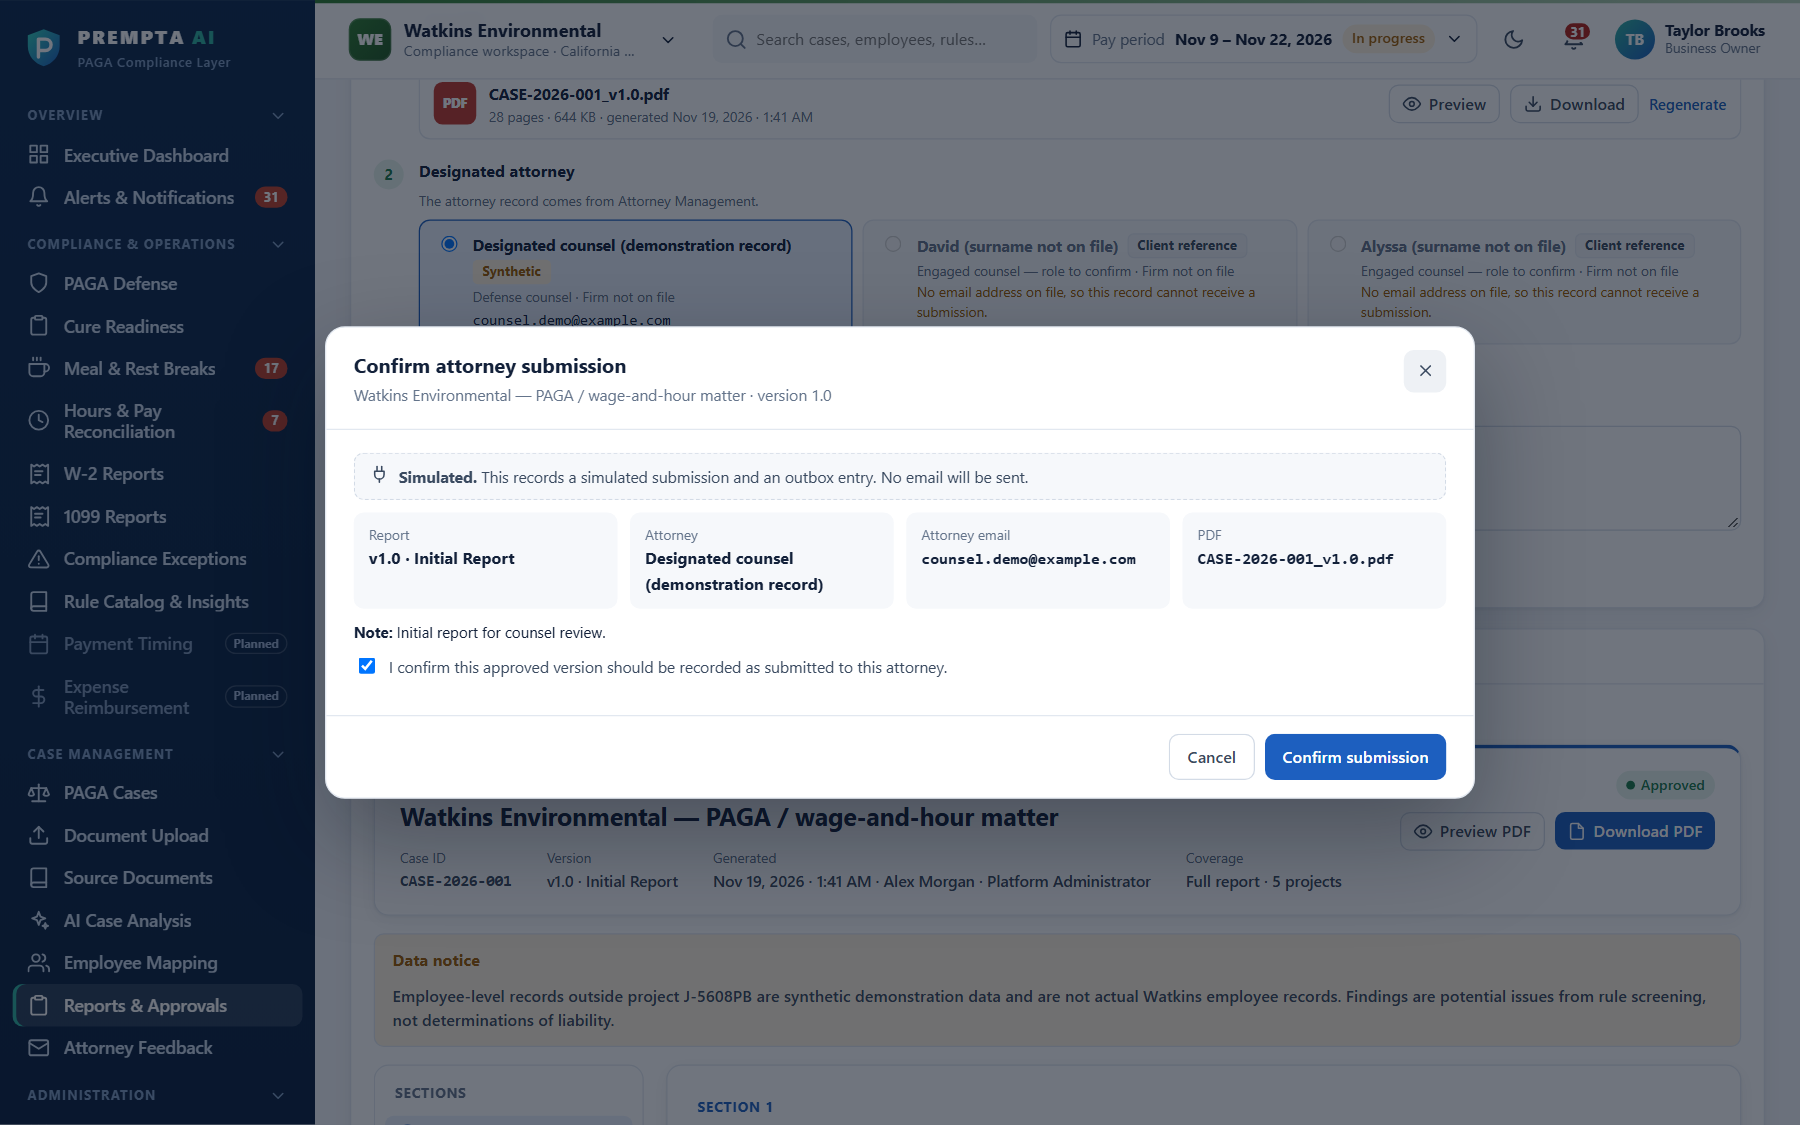 PREMPTA AI
PAGA Compliance Layer
OVERVIEW
Executive Dashboard
Alerts & Notifications 31
COMPLIANCE & OPERATIONS
PAGA Defense
Cure Readiness
Meal & Rest Breaks 17
Hours & Pay
Reconciliation 7
W-2 Reports
1099 Reports
Compliance Exceptions
Rule Catalog & Insights
Payment Timing Planned
Expense
Reimbursement Planned
CASE MANAGEMENT
PAGA Cases
Document Upload
Source Documents
AI Case Analysis
Employee Mapping
Reports & Approvals
Attorney Feedback
ADMINISTRATION
WE
Watkins Environmental
Compliance workspace · California ...
Search cases, employees, rules...
Pay period Nov 9 – Nov 22, 2026 In progress
31
TB
Taylor Brooks
Business Owner
PDF
CASE-2026-001_v1.0.pdf
28 pages · 644 KB · generated Nov 19, 2026 · 1:41 AM
Preview Download Regenerate
2 Designated attorney
The attorney record comes from Attorney Management.
Designated counsel (demonstration record)
Synthetic
Defense counsel · Firm not on file
counsel.demo@example.com
David (surname not on file) Client reference
Engaged counsel — role to confirm · Firm not on file
No email address on file, so this record cannot receive a
submission.
Alyssa (surname not on file) Client reference
Engaged counsel — role to confirm · Firm not on file
No email address on file, so this record cannot receive a
submission.
Confirm attorney submission
Watkins Environmental — PAGA / wage-and-hour matter · version 1.0
Simulated. This records a simulated submission and an outbox entry. No email will be sent.
Report
v1.0 · Initial Report
Attorney
Designated counsel
(demonstration record)
Attorney email
counsel.demo@example.com
PDF
CASE-2026-001_v1.0.pdf
Note: Initial report for counsel review.
I confirm this approved version should be recorded as submitted to this attorney.
Cancel Confirm submission
Approved
Watkins Environmental — PAGA / wage-and-hour matter
Preview PDF Download PDF
Case ID
CASE-2026-001
Version
v1.0 · Initial Report
Generated
Nov 19, 2026 · 1:41 AM · Alex Morgan · Platform Administrator
Coverage
Full report · 5 projects
Data notice
Employee-level records outside project J-5608PB are synthetic demonstration data and are not actual Watkins employee records. Findings are potential issues from rule screening,
not determinations of liability.
SECTIONS
SECTION 1